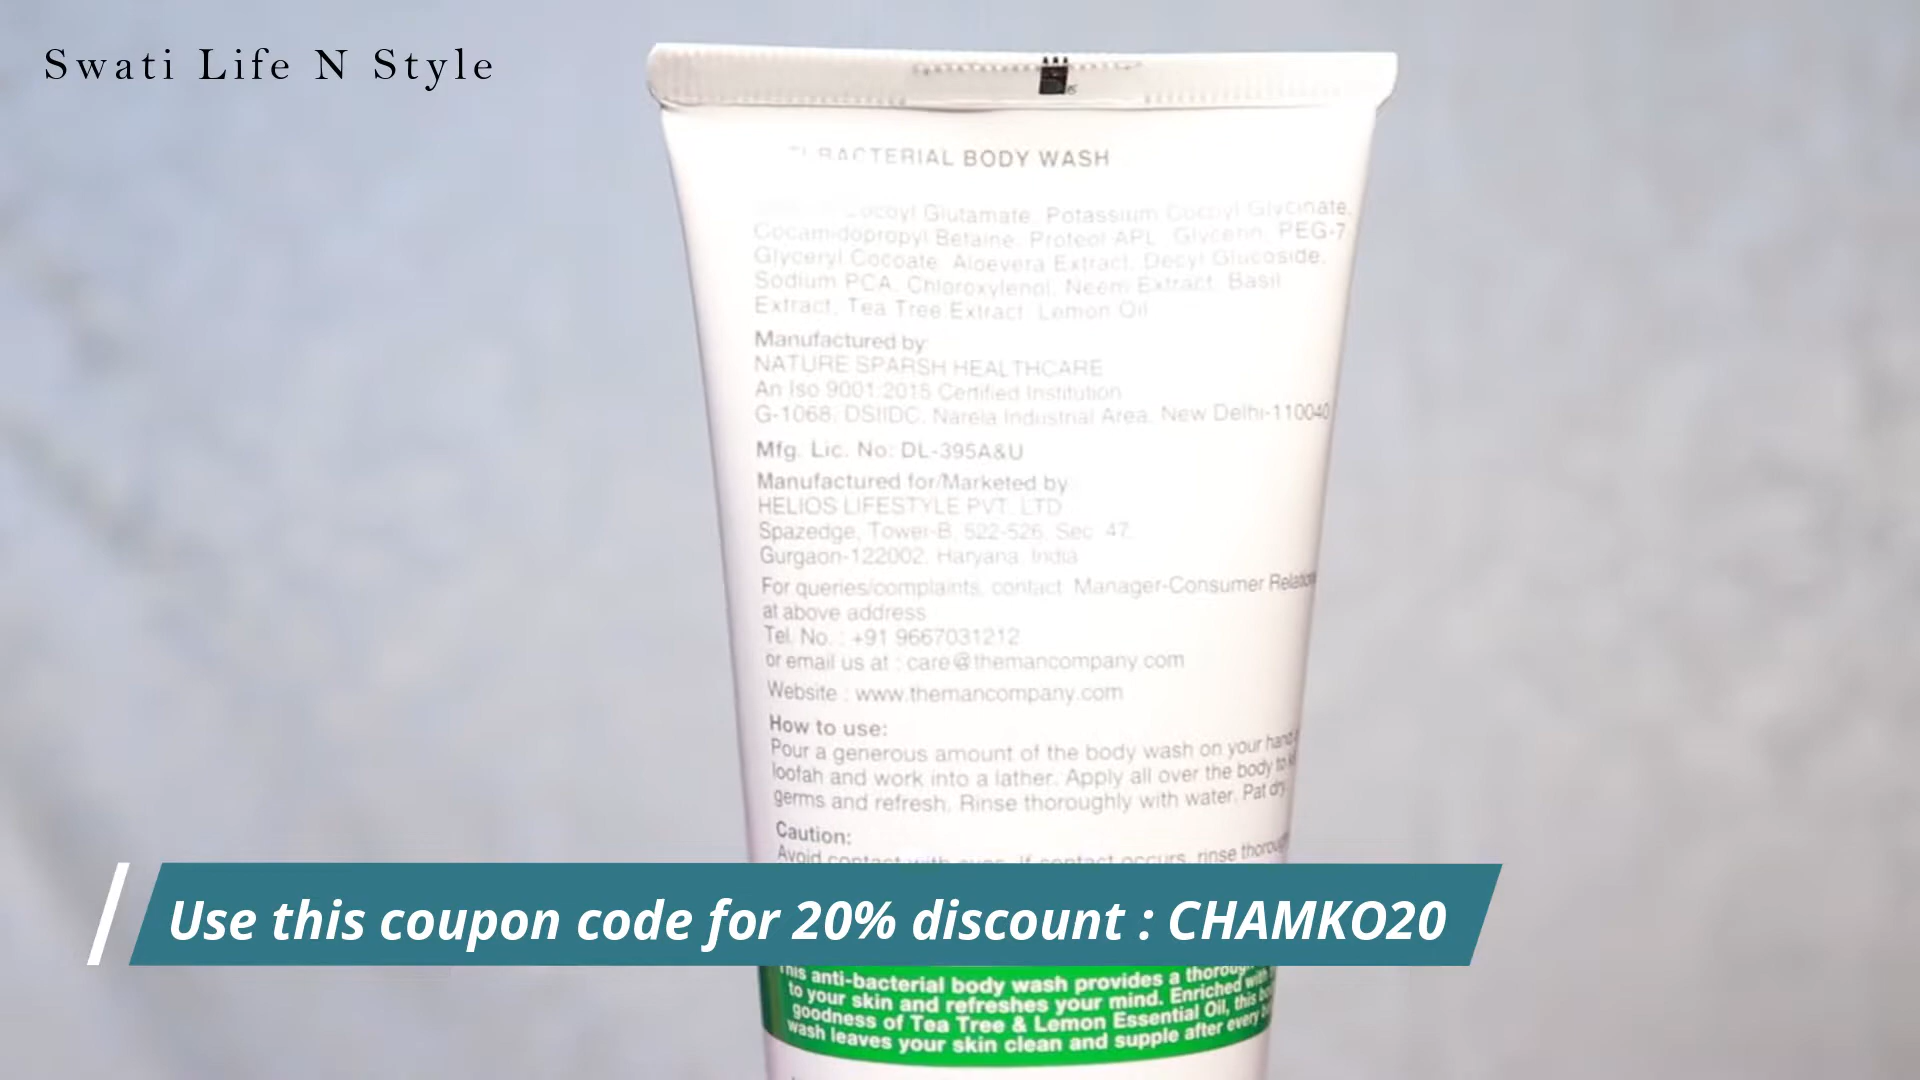 Swati Life N Style
BACTERIAL BODY WASH
Glutamate, Potassium Cocoyl Glycinate,
Cocamidopropyl Betaine, Proteol APL, Glycerin, PEG-7
Glyceryl Cocoate, Aloevera Extract, Decyl Glucoside,
Sodium PCA, Chloroxylenol, Neem Extract, Basil
Extract, Tea Tree Extract, Lemon Oil
Manufactured by:
NATURE SPARSH HEALTHCARE
An Iso 9001:2015 Certified Institution
G-1068, DSIIDC, Narela Industrial Area, New Delhi-110040
Mfg. Lic. No: DL-395A&U
Manufactured for/Marketed by
HELIOS LIFESTYLE PVT. LTD
Spazedge, Tower-B, 522-526, Sec. 47,
Gurgaon-122002, Haryana, India
For queries/complaints, contact: Manager-Consumer
at above address
Tel. No. : +91 9667031212
or email us at : care@themancompany.com
Website : www.themancompany.com
How to use:
Pour a generous amount of the body wash on your
loofah and work into a lather. Apply all over the body to
germs and refresh. Rinse thoroughly with water. Pat dry.
Caution:
Avoid contact with eyes. If contact occurs, rinse
Use this coupon code for 20% discount : CHAMKO20
This anti-bacterial body wash provides a
to your skin and refreshes your mind. Enriched with
goodness of Tea Tree & Lemon Essential Oil, this
wash leaves your skin clean and supple after every